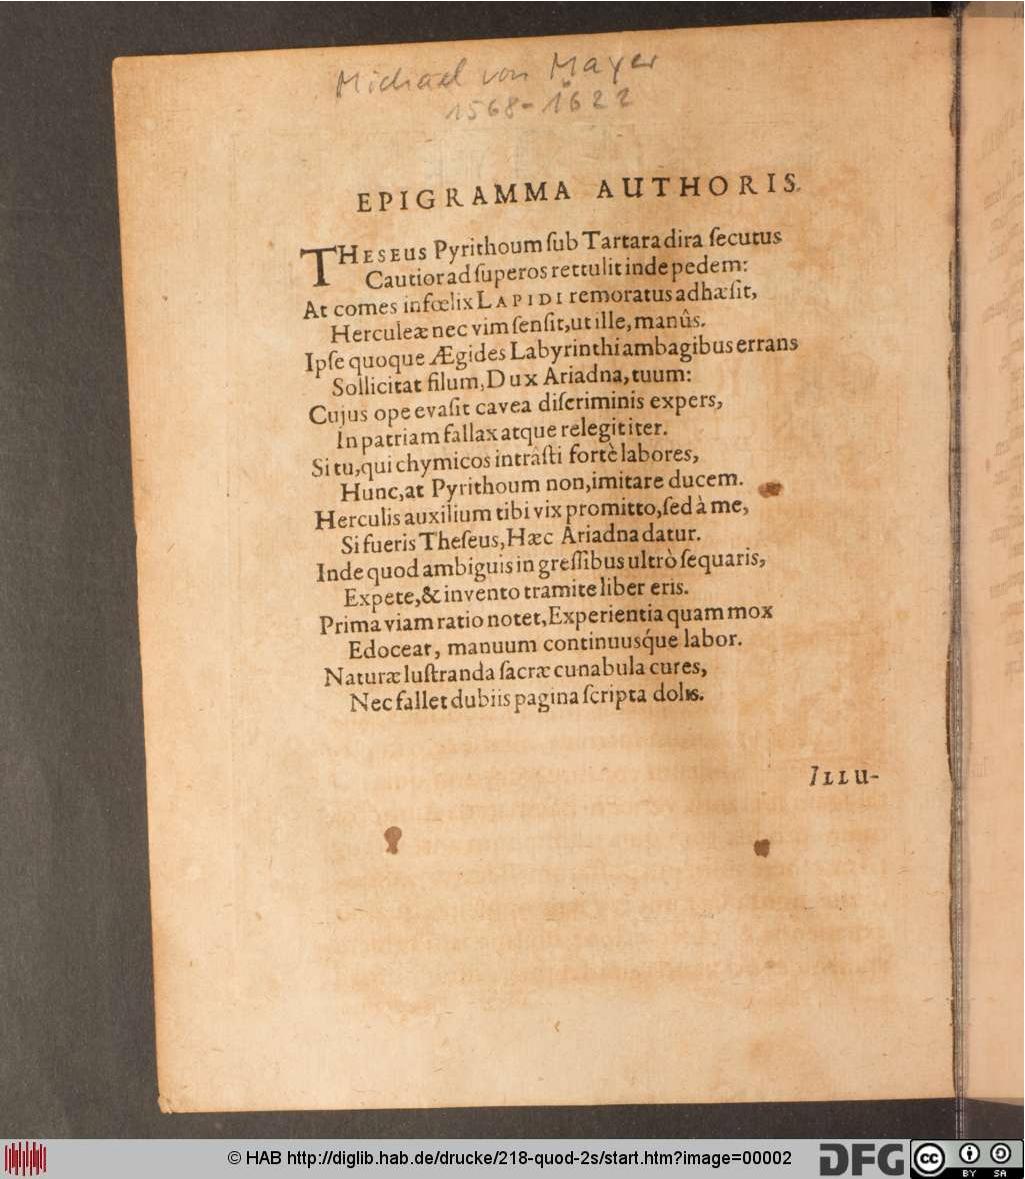 Michael von Mayer
1568-1622
EPIGRAMMA AUTHORIS.
THESEUS Pyrithoum ſub Tartara dira ſecutus
Cautior ad ſuperos rettulit inde pedem:
At comes infœlix LAPIDI remoratus adhæſit,
Herculeæ nec vim ſenſit, ut ille, manûs.
Ipſe quoque Ægides Labyrinthi ambagibus errans
Sollicitat filum, Dux Ariadna, tuum:
Cujus ope evaſit cavea diſcriminis expers,
In patriam fallax atque relegit iter.
Si tu, qui chymicos intrâſti fortè labores,
Hunc, at Pyrithoum non, imitare ducem.
Herculis auxilium tibi vix promitto, ſed à me,
Si fueris Theſeus, Hæc Ariadna datur.
Inde quod ambiguis in greſſibus ultrò ſequaris,
Expete, & invento tramite liber eris.
Prima viam ratio notet, Experientia quam mox
Edoceat, manuum continuusq́ue labor.
Naturæ luſtranda ſacræ cunabula cures,
Nec fallet dubiis pagina ſcripta dolis.
ILLU-
© HAB http://diglib.hab.de/drucke/218-quod-2s/start.htm?image=00002
DFG
cc BY SA